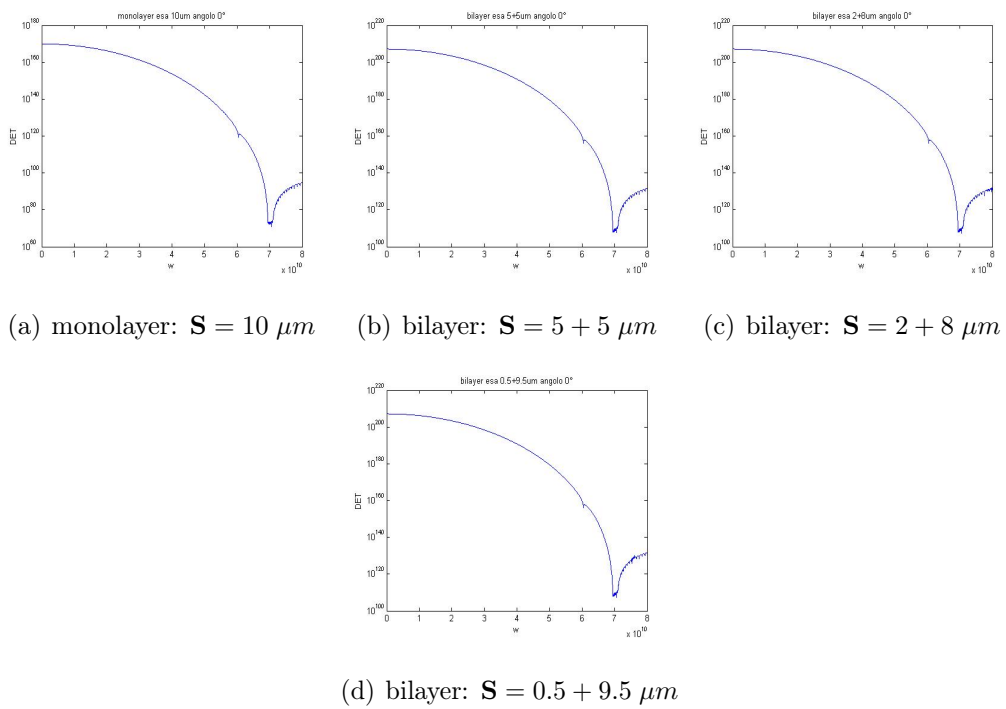 monolayer esa 10um angolo 0°
10^180
10^160
10^140
10^120
10^100
10^80
10^60
DET
0 1 2 3 4 5 6 7 8
w
x 10^10
(a) monolayer: S = 10 μm
bilayer esa 5+5um angolo 0°
10^220
10^200
10^180
10^160
10^140
10^120
10^100
DET
0 1 2 3 4 5 6 7 8
w
x 10^10
(b) bilayer: S = 5 + 5 μm
bilayer esa 2+8um angolo 0°
10^220
10^200
10^180
10^160
10^140
10^120
10^100
DET
0 1 2 3 4 5 6 7 8
w
x 10^10
(c) bilayer: S = 2 + 8 μm
bilayer esa 0.5+9.5um angolo 0°
10^220
10^200
10^180
10^160
10^140
10^120
10^100
DET
0 1 2 3 4 5 6 7 8
w
x 10^10
(d) bilayer: S = 0.5 + 9.5 μm